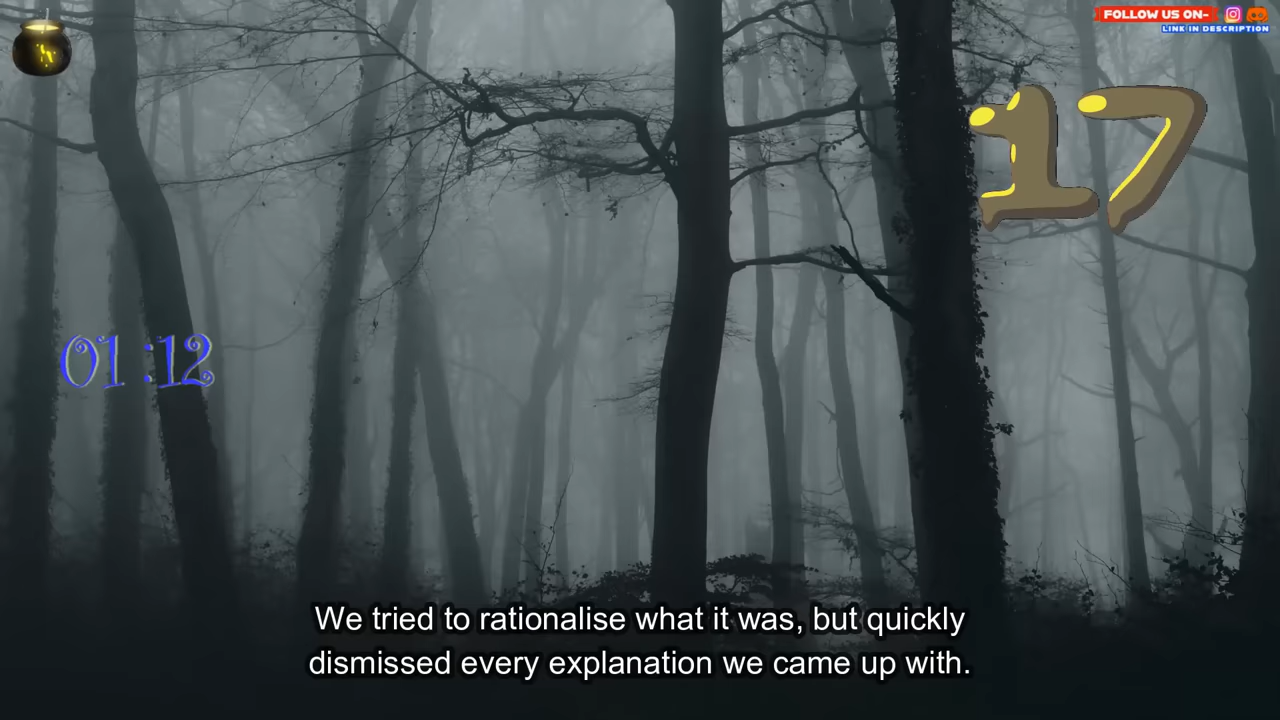 FOLLOW US ON-
LINK IN DESCRIPTION
17
01:12
We tried to rationalise what it was, but quickly
dismissed every explanation we came up with.